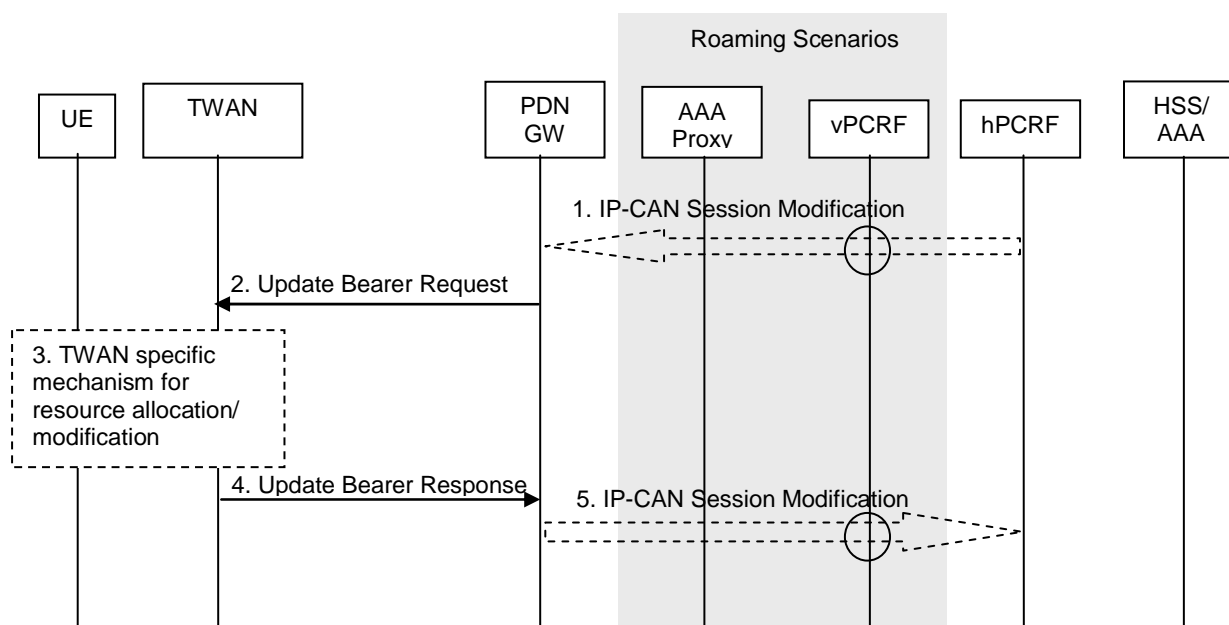 Roaming Scenarios
UE
TWAN
PDN
GW
AAA
Proxv
vPCRF
hPCRF
HSS/
AAA
1. IP-CAN Session Modification
2. Update Bearer Request
3. TWAN specific
mechanism for
resource allocation/
modification
4. Update Bearer Response
5. IP-CAN Session Modification